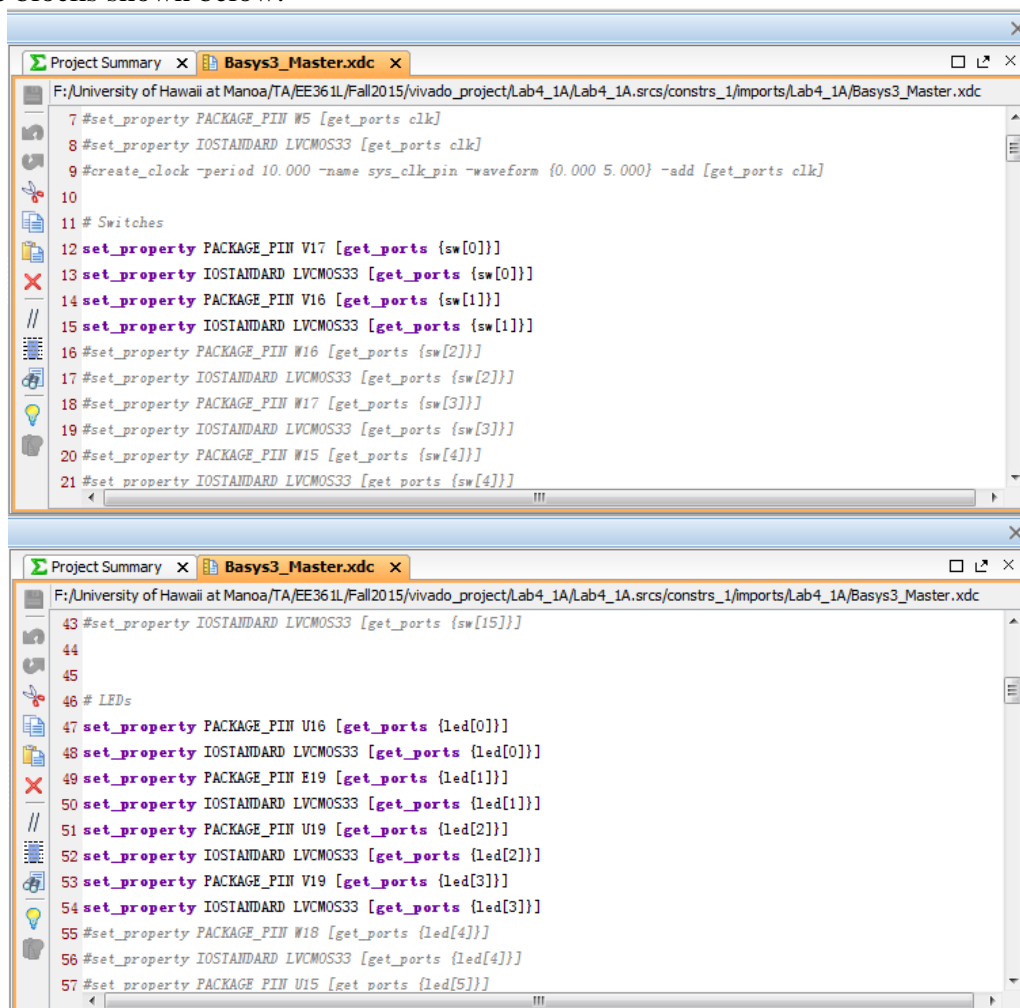 Project Summary × Basys3_Master.xdc ×
F:/University of Hawaii at Manoa/TA/EE361L/Fall2015/vivado_project/Lab4_1A/Lab4_1A.srcs/constrs_1/imports/Lab4_1A/Basys3_Master.xdc
7 #set_property PACKAGE_PIN W5 [get_ports clk]
8 #set_property IOSTANDARD LVCMOS33 [get_ports clk]
9 #create_clock -period 10.000 -name sys_clk_pin -waveform {0.000 5.000} -add [get_ports clk]
10
11 # Switches
12 set_property PACKAGE_PIN V17 [get_ports {sw[0]}]
13 set_property IOSTANDARD LVCMOS33 [get_ports {sw[0]}]
14 set_property PACKAGE_PIN V16 [get_ports {sw[1]}]
15 set_property IOSTANDARD LVCMOS33 [get_ports {sw[1]}]
16 #set_property PACKAGE_PIN W16 [get_ports {sw[2]}]
17 #set_property IOSTANDARD LVCMOS33 [get_ports {sw[2]}]
18 #set_property PACKAGE_PIN W17 [get_ports {sw[3]}]
19 #set_property IOSTANDARD LVCMOS33 [get_ports {sw[3]}]
20 #set_property PACKAGE_PIN W15 [get_ports {sw[4]}]
21 #set_property IOSTANDARD LVCMOS33 [get_ports {sw[4]}]
Project Summary × Basys3_Master.xdc ×
F:/University of Hawaii at Manoa/TA/EE361L/Fall2015/vivado_project/Lab4_1A/Lab4_1A.srcs/constrs_1/imports/Lab4_1A/Basys3_Master.xdc
43 #set_property IOSTANDARD LVCMOS33 [get_ports {sw[15]}]
44
45
46 # LEDs
47 set_property PACKAGE_PIN U16 [get_ports {led[0]}]
48 set_property IOSTANDARD LVCMOS33 [get_ports {led[0]}]
49 set_property PACKAGE_PIN E19 [get_ports {led[1]}]
50 set_property IOSTANDARD LVCMOS33 [get_ports {led[1]}]
51 set_property PACKAGE_PIN U19 [get_ports {led[2]}]
52 set_property IOSTANDARD LVCMOS33 [get_ports {led[2]}]
53 set_property PACKAGE_PIN V19 [get_ports {led[3]}]
54 set_property IOSTANDARD LVCMOS33 [get_ports {led[3]}]
55 #set_property PACKAGE_PIN W18 [get_ports {led[4]}]
56 #set_property IOSTANDARD LVCMOS33 [get_ports {led[4]}]
57 #set_property PACKAGE_PIN U15 [get_ports {led[5]}]